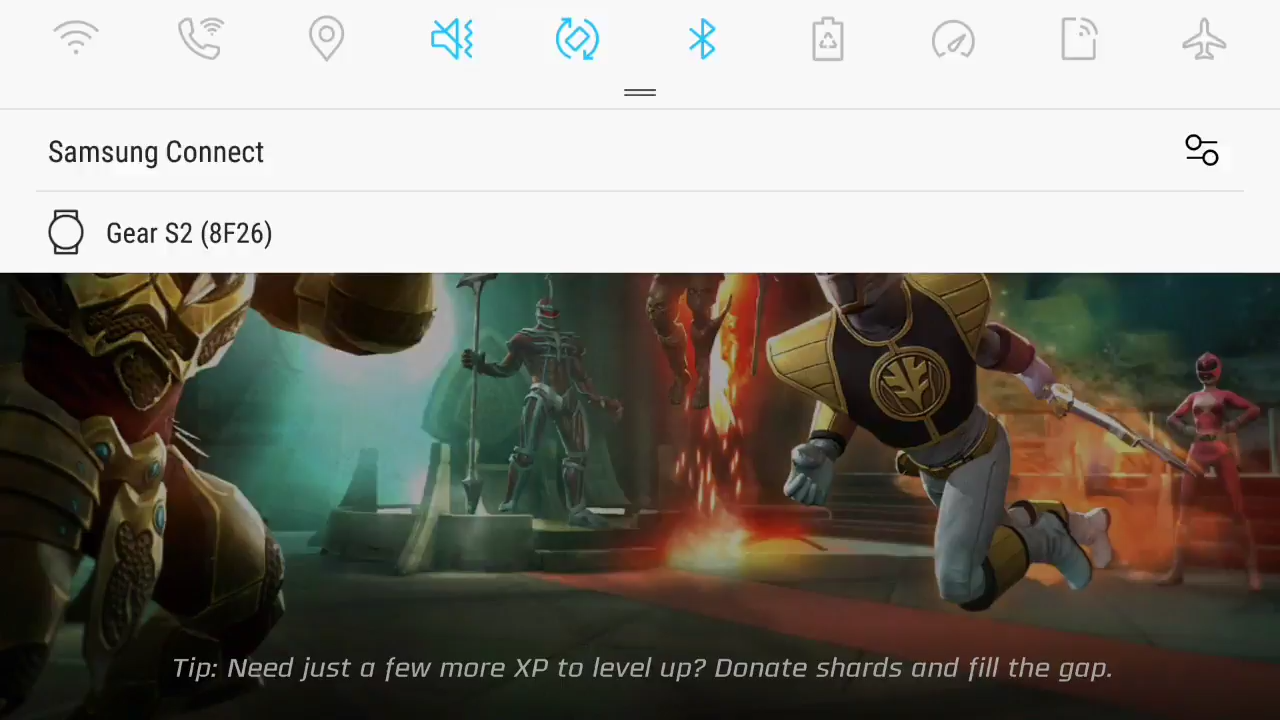 Samsung Connect
Gear S2 (8F26)
Tip: Need just a few more XP to level up? Donate shards and fill the gap.